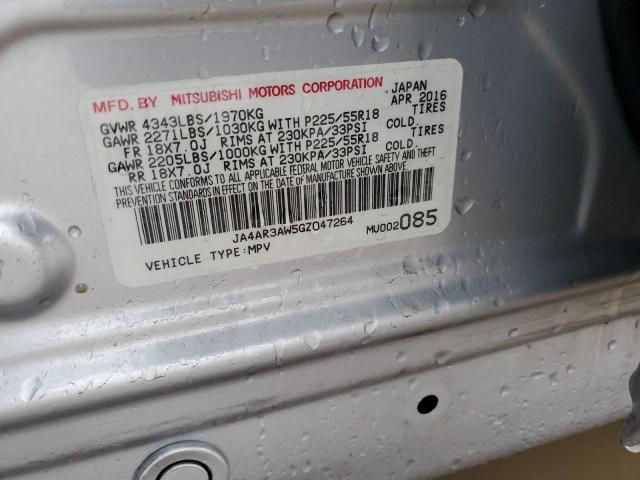 MFD. BY MITSUBISHI MOTORS CORPORATION JAPAN
GVWR 4343LBS/1970KG APR 2016
GAWR 2271LBS/1030KG WITH P225/55R18 TIRES
FR 18X7.0J RIMS AT 230KPA/33PSI COLD.
GAWR 2205LBS/1000KG WITH P225/55R18 TIRES
RR 18X7.0J RIMS AT 230KPA/33PSI COLD.
THIS VEHICLE CONFORMS TO ALL APPLICABLE FEDERAL MOTOR VEHICLE SAFETY, BUMPER, AND THEFT
PREVENTION STANDARDS IN EFFECT ON THE DATE OF MANUFACTURE SHOWN ABOVE.
JA4AR3AW5GZ047264 MU002085
VEHICLE TYPE:MPV